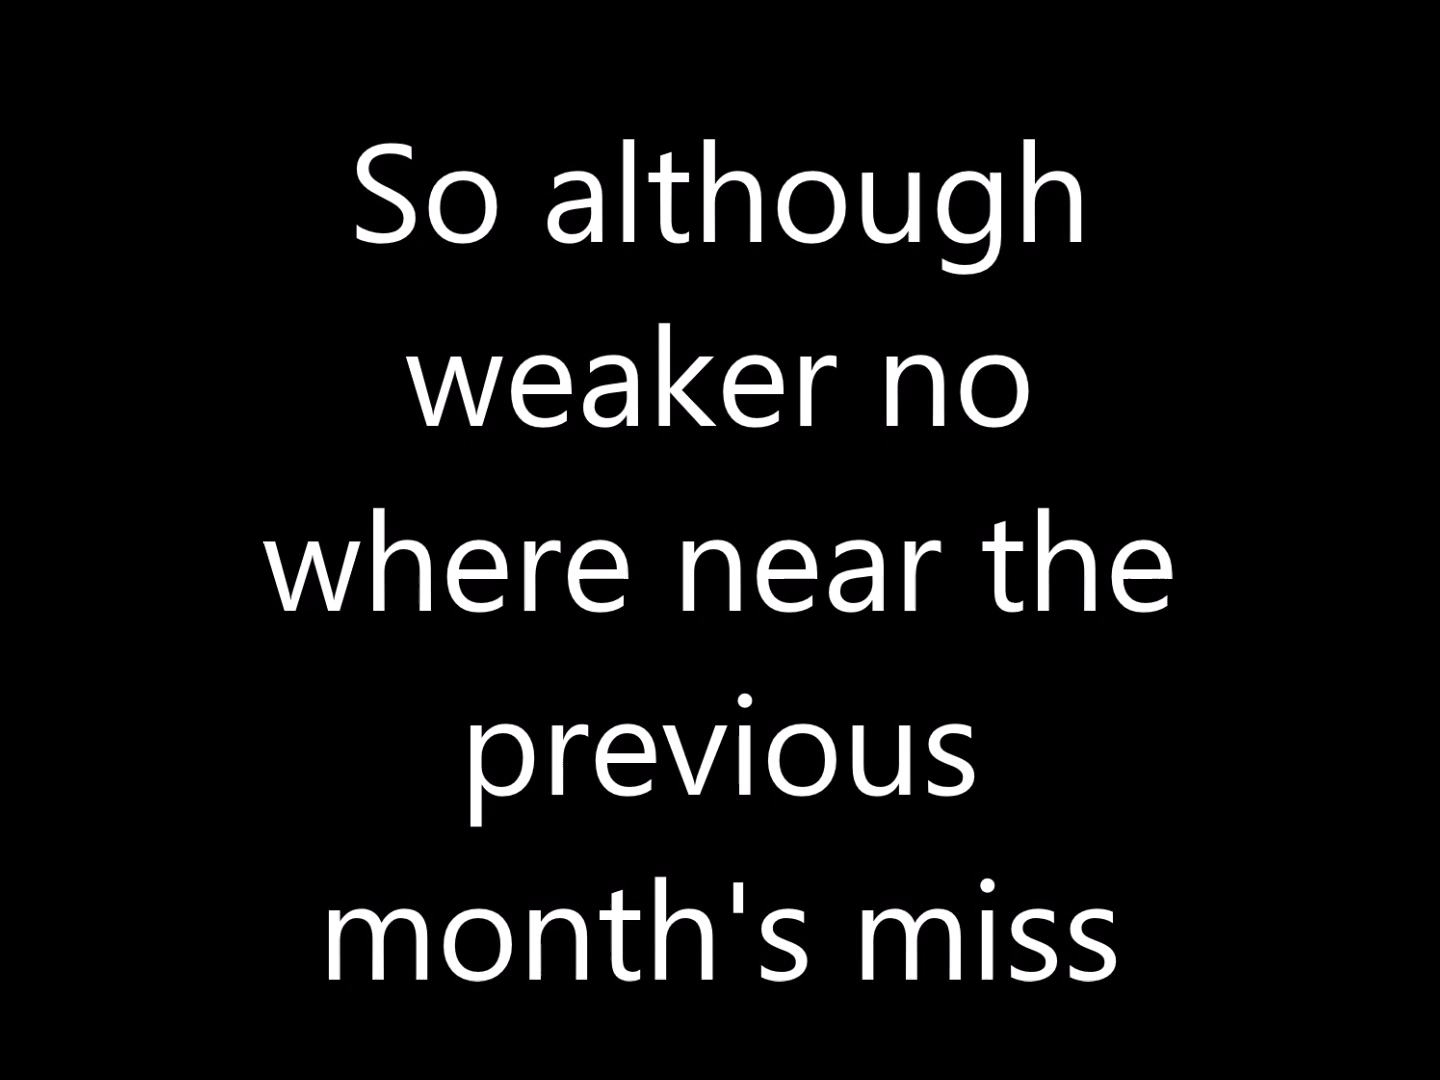 So although
weaker no
where near the
previous
month's miss